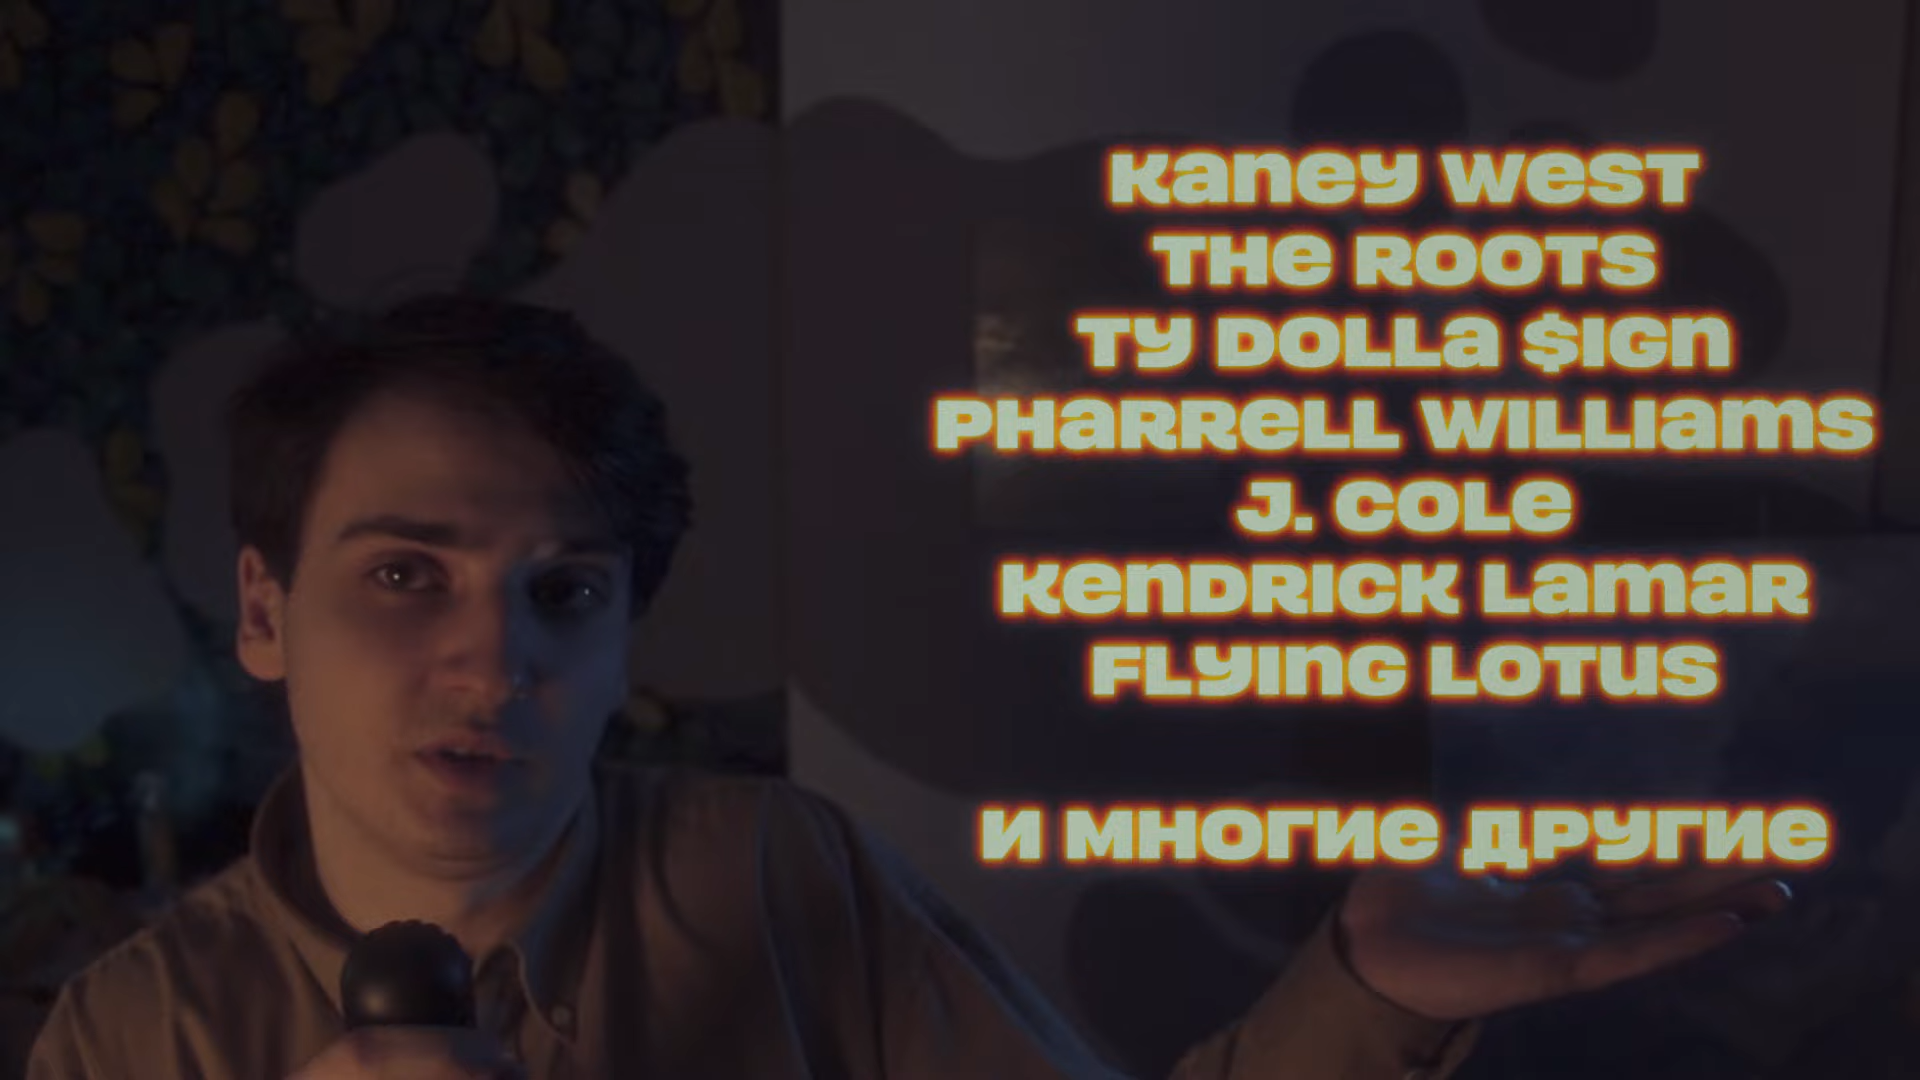 Kaney West
The Roots
Ty Dolla $ign
Pharrell Williams
J. Cole
Kendrick Lamar
Flying Lotus
и многие другие